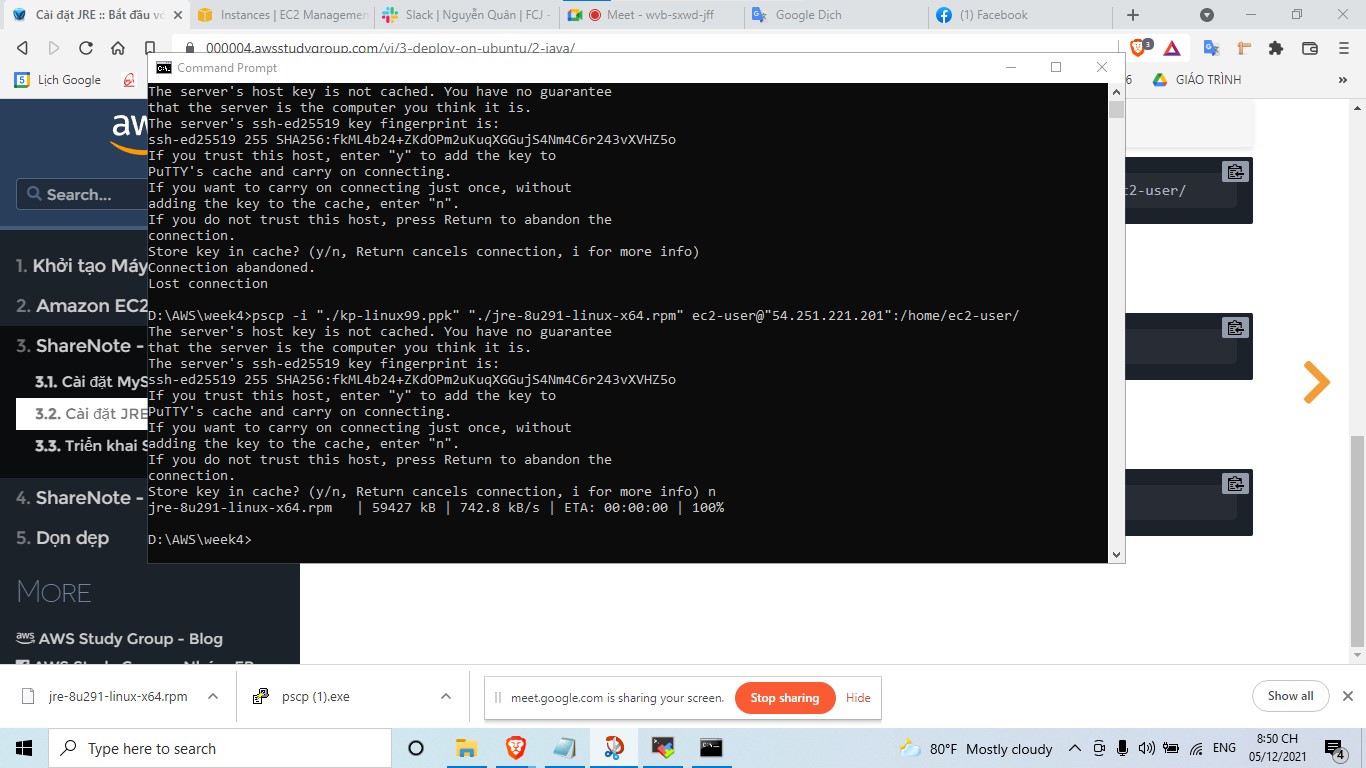 Cài đặt JRE :: Bắt đầu vớ
Instances | EC2 Managemen
Slack | Nguyễn Quân | FCJ -
Meet - wvb-sxwd-jff
Google Dịch
(1) Facebook
000004.awsstudygroup.com/vi/3-deploy-on-ubuntu/2-java/
3
5 Lịch Google
6
GIÁO TRÌNH
»
Command Prompt
The server's host key is not cached. You have no guarantee
that the server is the computer you think it is.
The server's ssh-ed25519 key fingerprint is:
ssh-ed25519 255 SHA256:fkML4b24+ZKdOPm2uKuqXGGujS4Nm4C6r243vXVHZ5o
If you trust this host, enter "y" to add the key to
PuTTY's cache and carry on connecting.
If you want to carry on connecting just once, without
adding the key to the cache, enter "n".
If you do not trust this host, press Return to abandon the
connection.
Store key in cache? (y/n, Return cancels connection, i for more info)
Connection abandoned.
Lost connection
D:\AWS\week4>pscp -i "./kp-linux99.ppk" "./jre-8u291-linux-x64.rpm" ec2-user@"54.251.221.201":/home/ec2-user/
The server's host key is not cached. You have no guarantee
that the server is the computer you think it is.
The server's ssh-ed25519 key fingerprint is:
ssh-ed25519 255 SHA256:fkML4b24+ZKdOPm2uKuqXGGujS4Nm4C6r243vXVHZ5o
If you trust this host, enter "y" to add the key to
PuTTY's cache and carry on connecting.
If you want to carry on connecting just once, without
adding the key to the cache, enter "n".
If you do not trust this host, press Return to abandon the
connection.
Store key in cache? (y/n, Return cancels connection, i for more info) n
jre-8u291-linux-x64.rpm | 59427 kB | 742.8 kB/s | ETA: 00:00:00 | 100%
D:\AWS\week4>
aw
Search...
1. Khởi tạo Máy
2. Amazon EC2
3. ShareNote -
3.1. Cài đặt MyS
3.2. Cài đặt JRE
3.3. Triển khai S
4. ShareNote -
5. Dọn dẹp
MORE
aws AWS Study Group - Blog
c2-user/
jre-8u291-linux-x64.rpm
pscp (1).exe
meet.google.com is sharing your screen.
Stop sharing
Hide
Show all
Type here to search
80°F Mostly cloudy
ENG
8:50 CH
05/12/2021
4